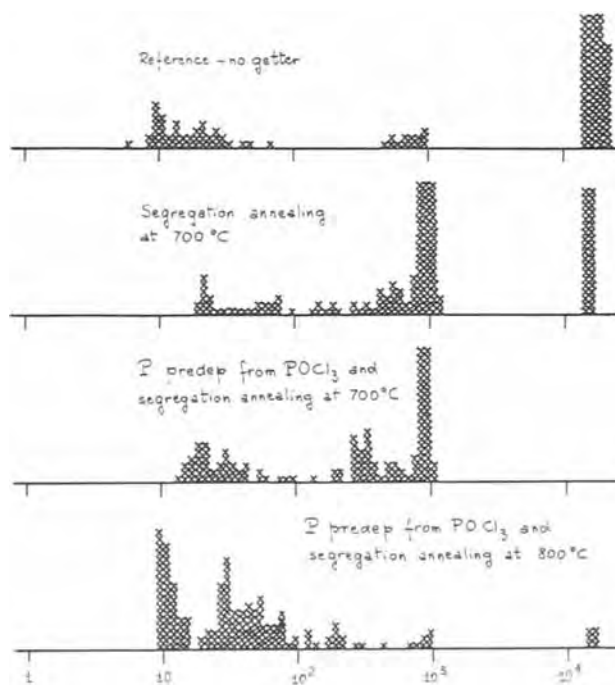 Reference - no getter
Segregation annealing
at 700 °C
P predep from POCl₃ and
segregation annealing at 700°C
P predep from POCl₃ and
segregation annealing at 800°C
1 10 10² 10³ 10⁴